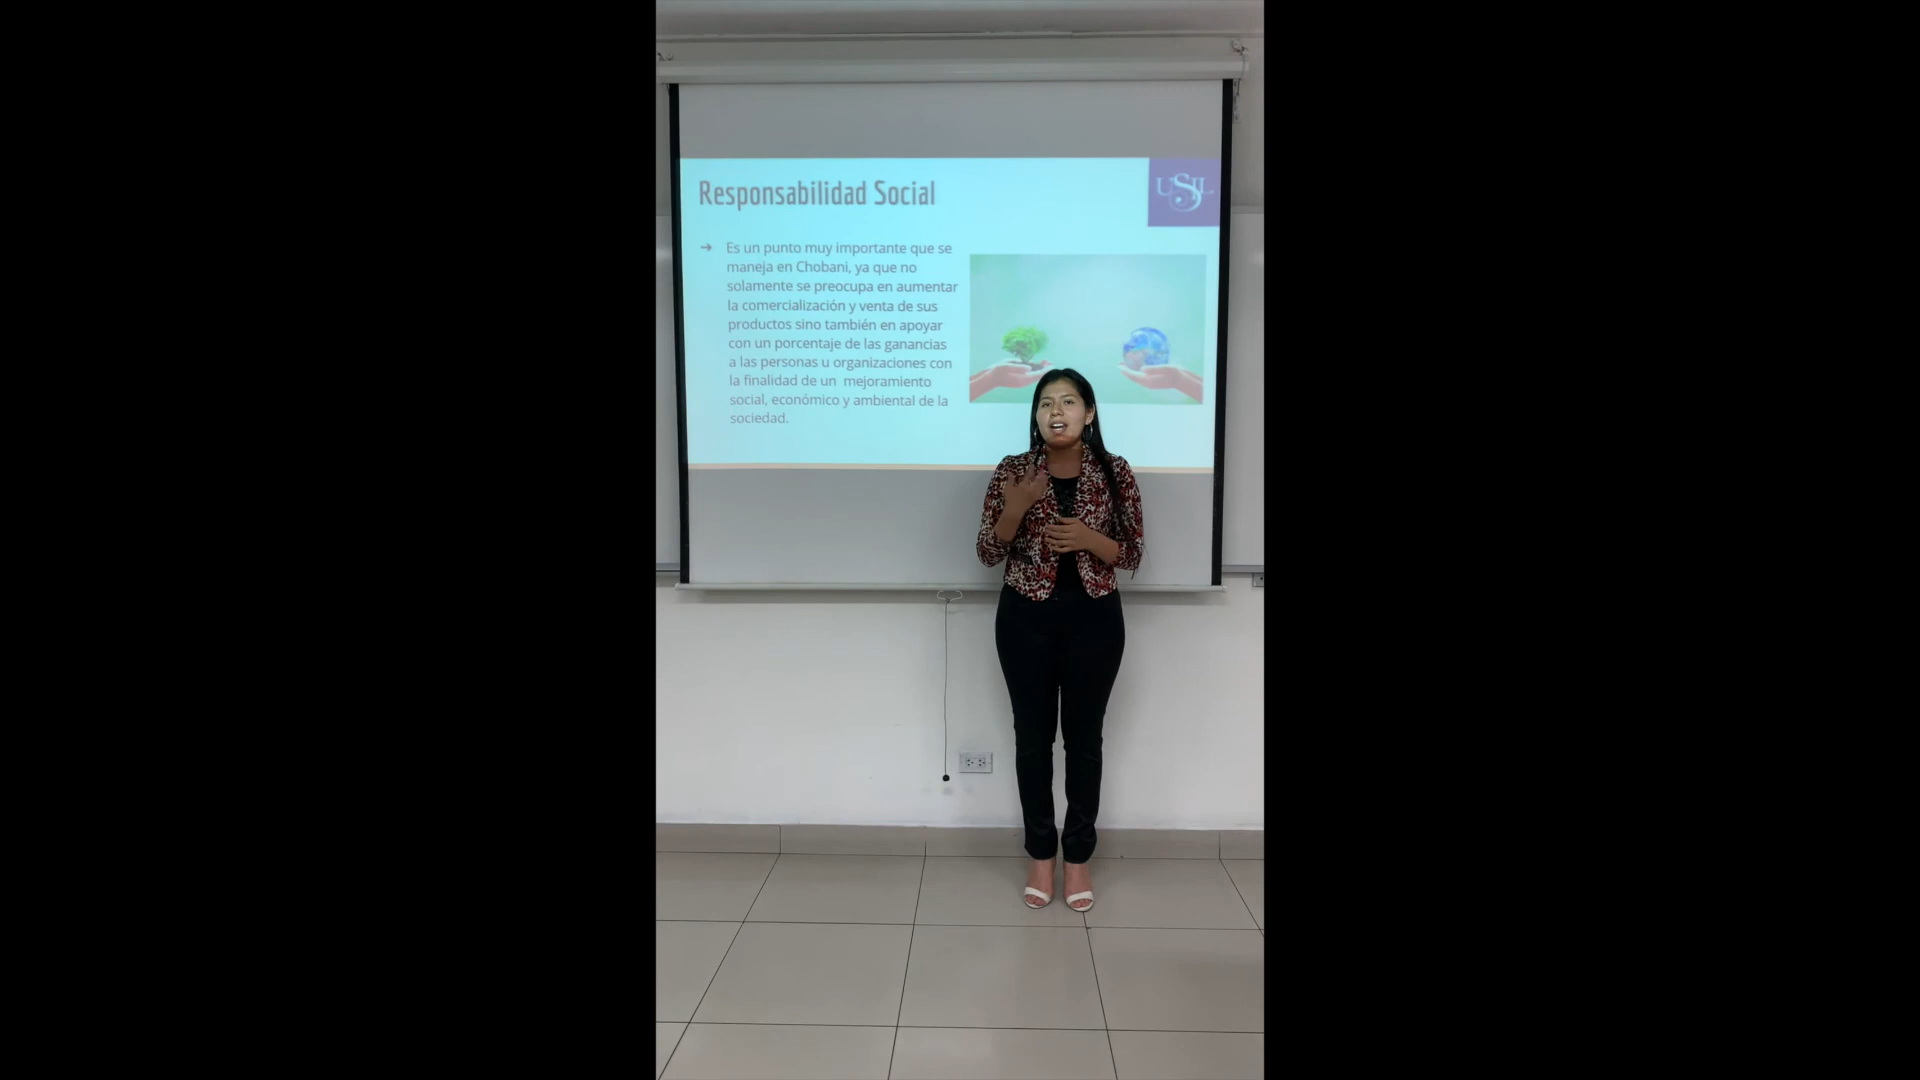 Responsabilidad Social
USIL
➔ Es un punto muy importante que se
maneja en Chobani, ya que no
solamente se preocupa en aumentar
la comercialización y venta de sus
productos sino también en apoyar
con un porcentaje de las ganancias
a las personas u organizaciones con
la finalidad de un mejoramiento
social, económico y ambiental de la
sociedad.